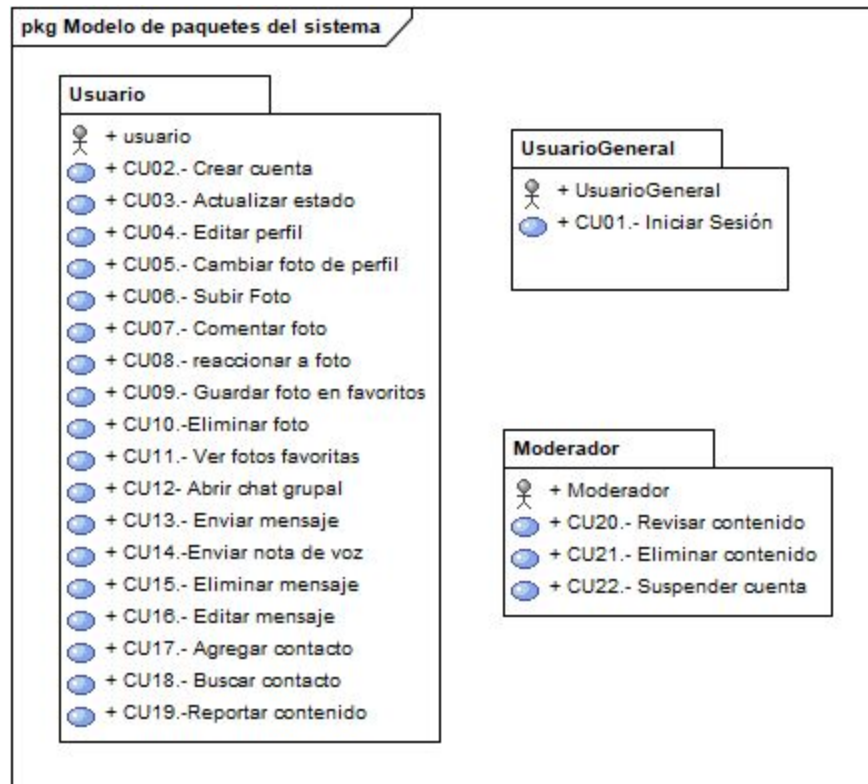 pkg Modelo de paquetes del sistema
Usuario
+ usuario
+ CU02.- Crear cuenta
+ CU03.- Actualizar estado
+ CU04.- Editar perfil
+ CU05.- Cambiar foto de perfil
+ CU06.- Subir Foto
+ CU07.- Comentar foto
+ CU08.- reaccionar a foto
+ CU09.- Guardar foto en favoritos
+ CU10.-Eliminar foto
+ CU11.- Ver fotos favoritas
+ CU12- Abrir chat grupal
+ CU13.- Enviar mensaje
+ CU14.-Enviar nota de voz
+ CU15.- Eliminar mensaje
+ CU16.- Editar mensaje
+ CU17.- Agregar contacto
+ CU18.- Buscar contacto
+ CU19.-Reportar contenido
UsuarioGeneral
+ UsuarioGeneral
+ CU01.- Iniciar Sesión
Moderador
+ Moderador
+ CU20.- Revisar contenido
+ CU21.- Eliminar contenido
+ CU22.- Suspender cuenta